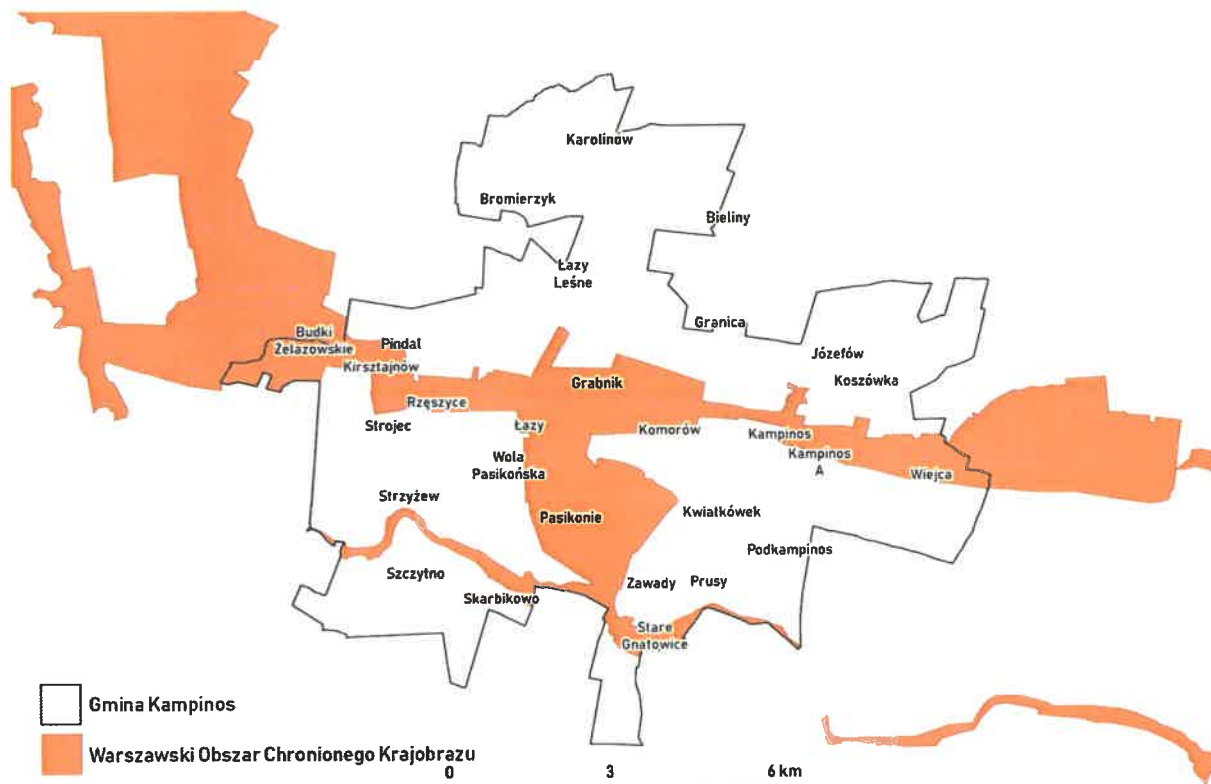 Karolinów
Bromierzyk
Bieliny
Łazy
Leśne
Granica
Budki
Żelazowskie
Pindal
Kirsztajnów
Józefów
Koszówka
Grabnik
Rzęszyce
Strojec
Łazy
Komorów
Kampinos
Kampinos
A
Wiejca
Wola
Pasikońska
Strzyżew
Pasikonie
Kwiatkówek
Podkampinos
Szczytno
Skarbikowo
Zawady
Prusy
Stare
Gnatowice
Gmina Kampinos
Warszawski Obszar Chronionego Krajobrazu
0 3 6 km